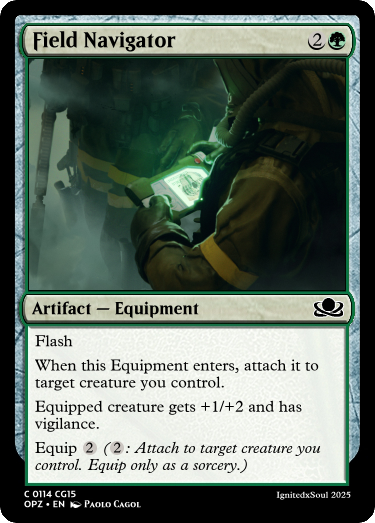 Field Navigator 2
Artifact — Equipment
Flash
When this Equipment enters, attach it to
target creature you control.
Equipped creature gets +1/+2 and has
vigilance.
Equip 2 (2: Attach to target creature you
control. Equip only as a sorcery.)
C 0114 CG15
OPZ • EN Paolo Cagol
IgnitedxSoul 2025